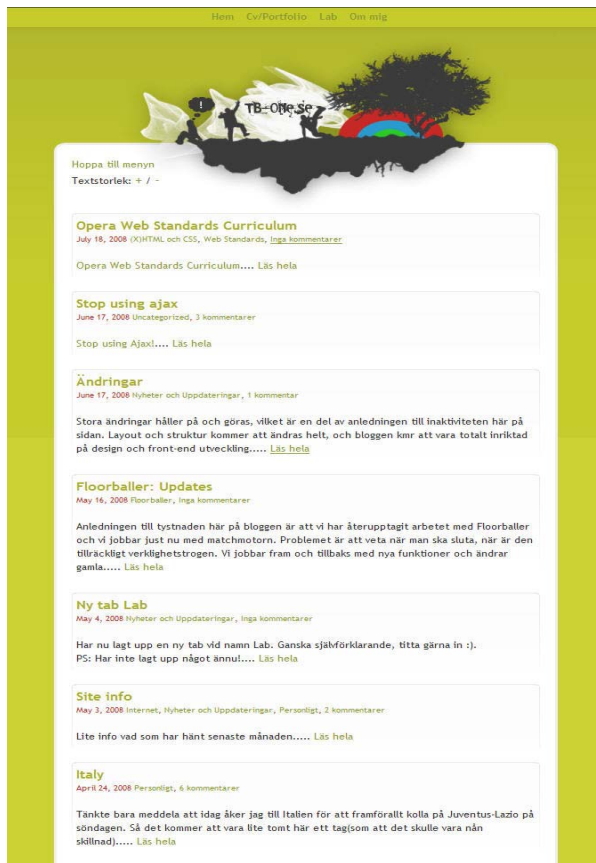 Hem Cv/Portfolio Lab Om mig
!
TB-One.se
Hoppa till menyn
Textstorlek: + / -
Opera Web Standards Curriculum
July 18, 2008 (X)HTML och CSS, Web Standards, Inga kommentarer
Opera Web Standards Curriculum.... Läs hela
Stop using ajax
June 17, 2008 Uncategorized, 3 kommentarer
Stop using Ajax!.... Läs hela
Ändringar
June 17, 2008 Nyheter och Uppdateringar, 1 kommentar
Stora ändringar håller på och göras, vilket är en del av anledningen till inaktiviteten här på
sidan. Layout och struktur kommer att ändras helt, och bloggen kmr att vara totalt inriktad
på design och front-end utveckling..... Läs hela
Floorballer: Updates
May 16, 2008 Floorballer, Inga kommentarer
Anledningen till tystnaden här på bloggen är att vi har återupptagit arbetet med Floorballer
och vi jobbar just nu med matchmotorn. Problemet är att veta när man ska sluta, när är den
tillräckligt verklighetstrogen. Vi jobbar fram och tillbaks med nya funktioner och ändrar
gamla..... Läs hela
Ny tab Lab
May 4, 2008 Nyheter och Uppdateringar, Inga kommentarer
Har nu lagt upp en ny tab vid namn Lab. Ganska självförklarande, titta gärna in :).
PS: Har inte lagt upp något ännu!.... Läs hela
Site info
May 3, 2008 Internet, Nyheter och Uppdateringar, Personligt, 2 kommentarer
Lite info vad som har hänt senaste månaden..... Läs hela
Italy
April 24, 2008 Personligt, 6 kommentarer
Tänkte bara meddela att idag åker jag till Italien för att framförallt kolla på Juventus-Lazio på
söndagen. Så det kommer att vara lite tomt här ett tag(som att det skulle vara nån
skillnad)..... Läs hela